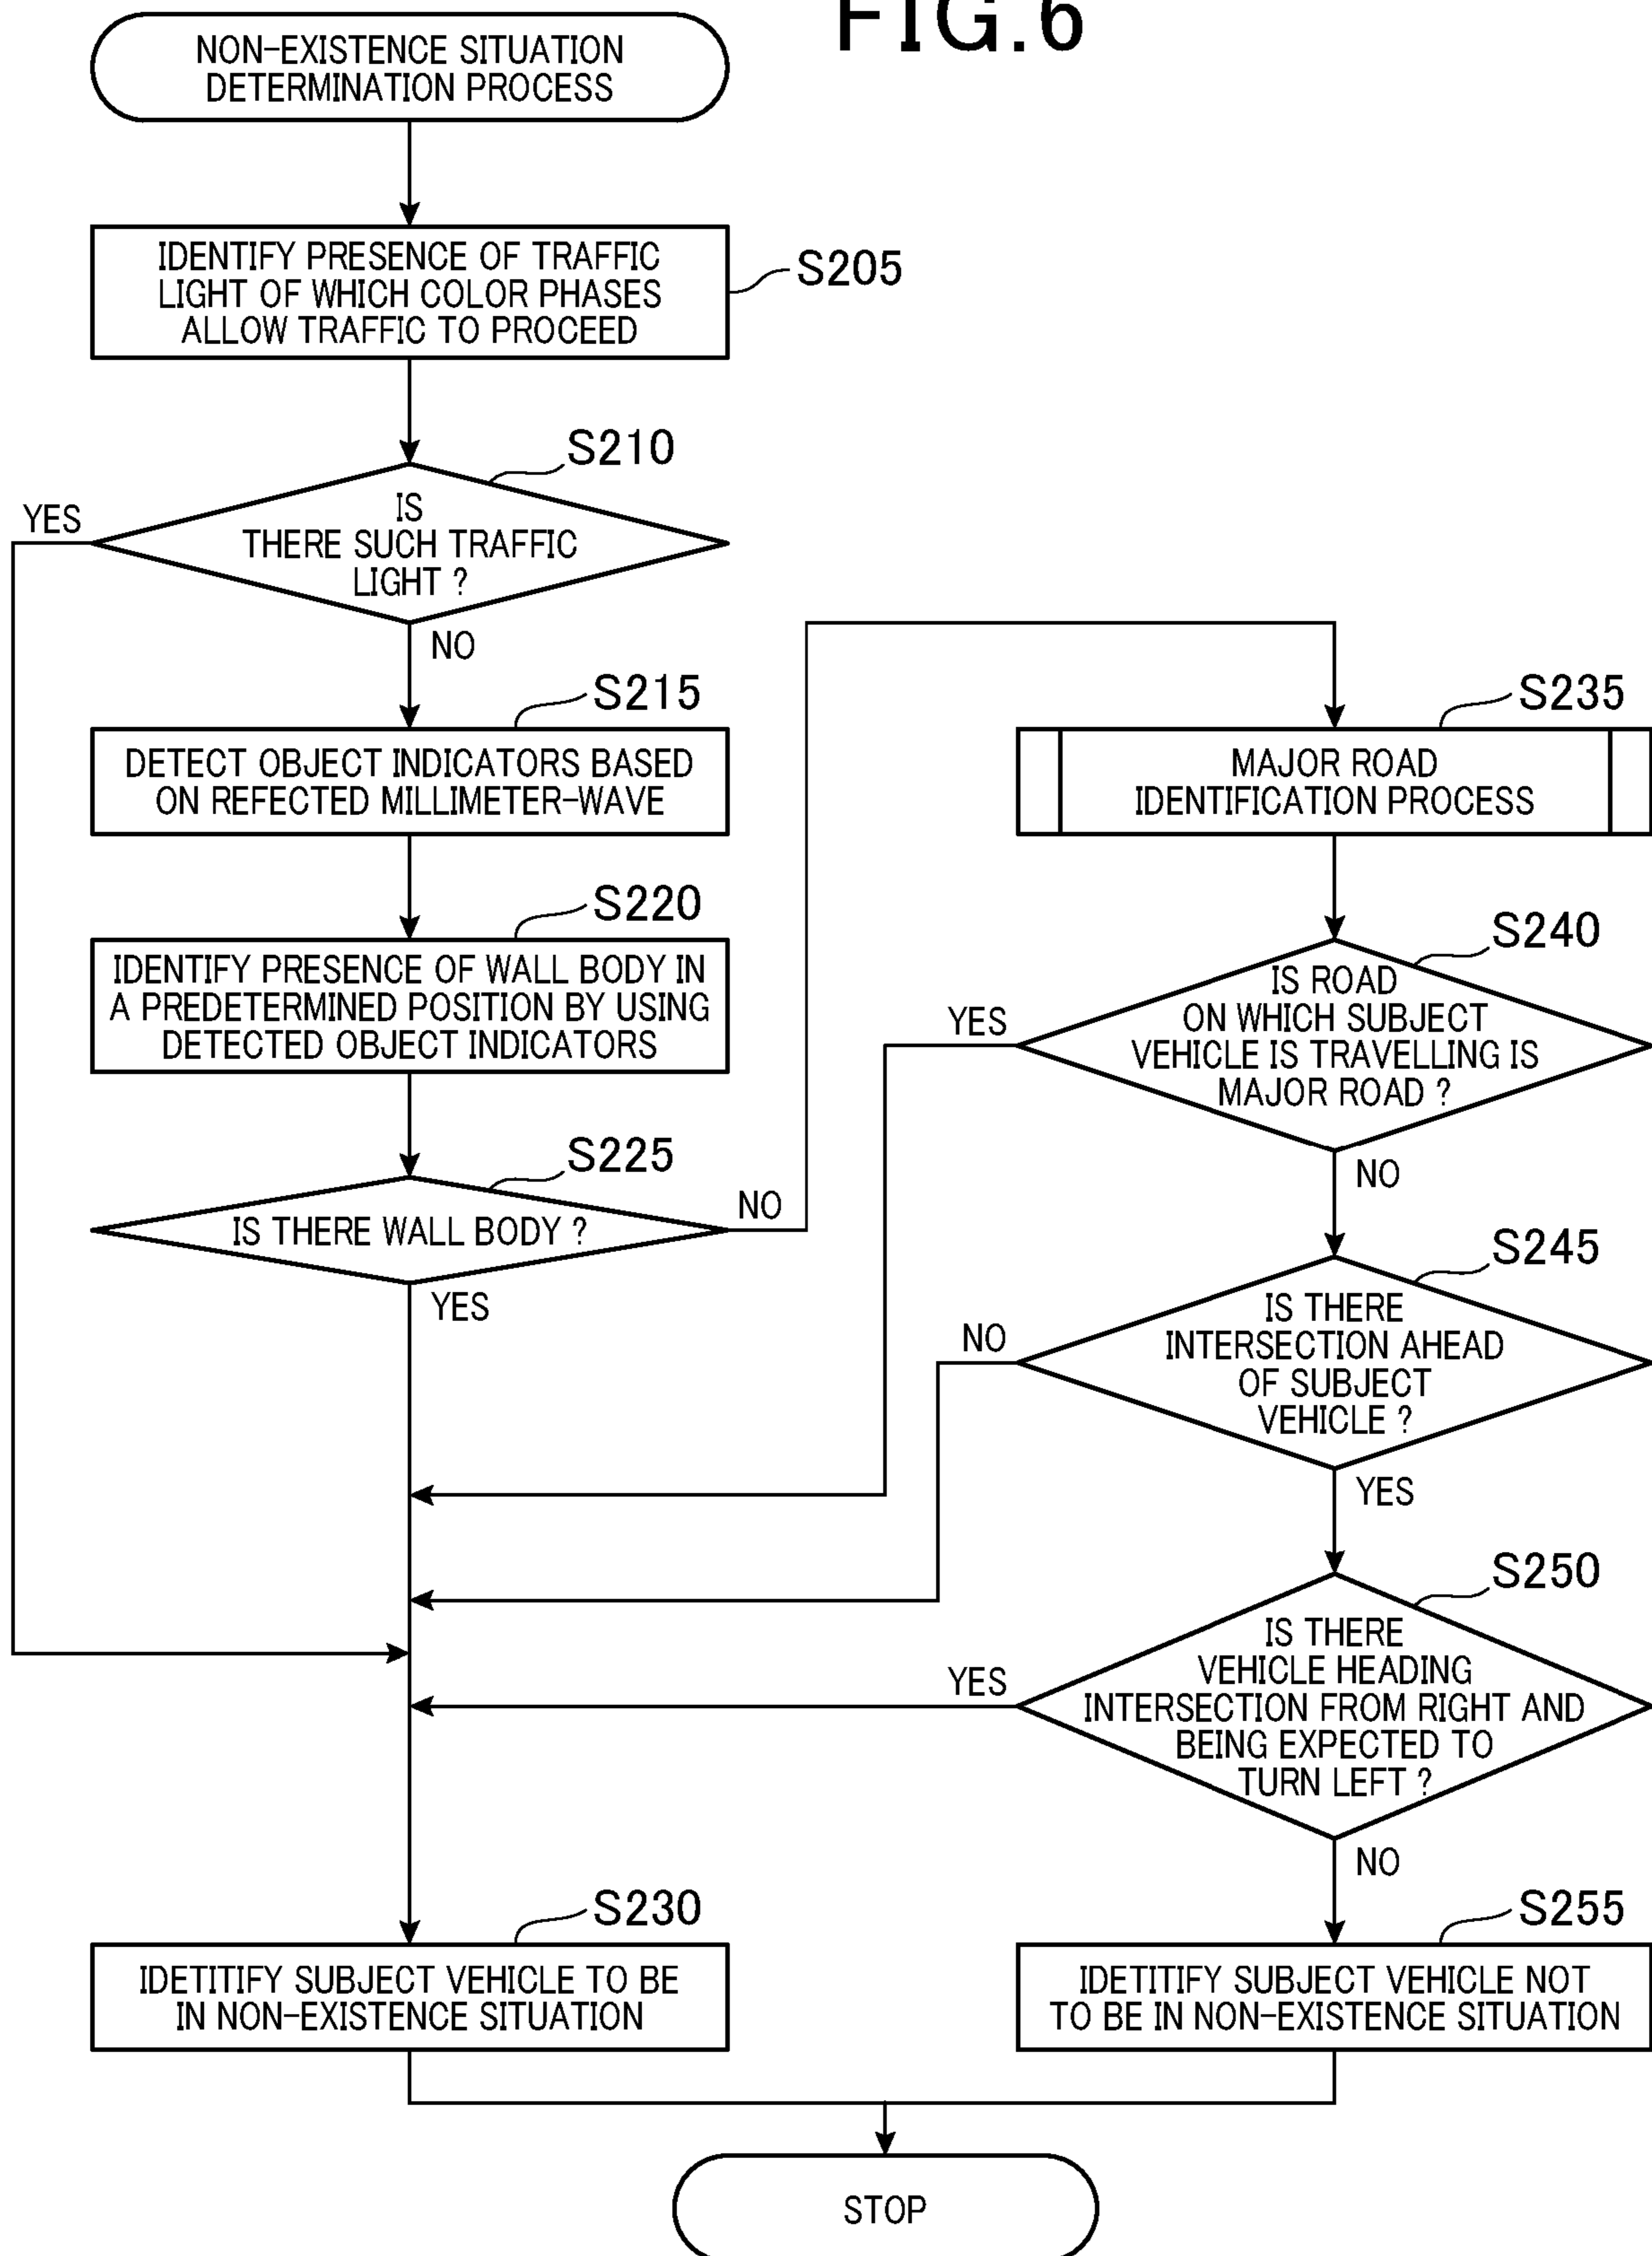 FIG.6
NON-EXISTENCE SITUATION
DETERMINATION PROCESS
IDENTIFY PRESENCE OF TRAFFIC
LIGHT OF WHICH COLOR PHASES
ALLOW TRAFFIC TO PROCEED
S205
S210
IS
THERE SUCH TRAFFIC
LIGHT ?
YES
NO
S215
DETECT OBJECT INDICATORS BASED
ON REFECTED MILLIMETER-WAVE
S220
IDENTIFY PRESENCE OF WALL BODY IN
A PREDETERMINED POSITION BY USING
DETECTED OBJECT INDICATORS
S225
IS THERE WALL BODY ?
NO
YES
S235
MAJOR ROAD
IDENTIFICATION PROCESS
S240
IS ROAD
ON WHICH SUBJECT
VEHICLE IS TRAVELLING IS
MAJOR ROAD ?
YES
NO
S245
IS THERE
INTERSECTION AHEAD
OF SUBJECT
VEHICLE ?
NO
YES
S250
IS THERE
VEHICLE HEADING
INTERSECTION FROM RIGHT AND
BEING EXPECTED TO
TURN LEFT ?
YES
NO
S230
IDETITIFY SUBJECT VEHICLE TO BE
IN NON-EXISTENCE SITUATION
S255
IDETITIFY SUBJECT VEHICLE NOT
TO BE IN NON-EXISTENCE SITUATION
STOP